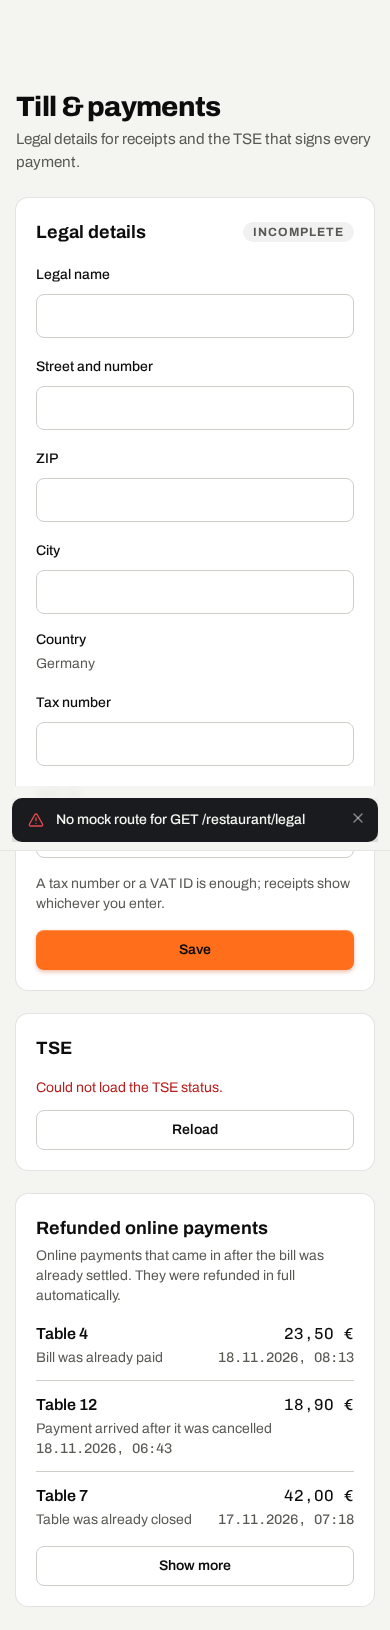 Till & payments
Legal details for receipts and the TSE that signs every
payment.
Legal details
INCOMPLETE
Legal name
Street and number
ZIP
City
Country
Germany
Tax number
No mock route for GET /restaurant/legal
A tax number or a VAT ID is enough; receipts show
whichever you enter.
Save
TSE
Could not load the TSE status.
Reload
Refunded online payments
Online payments that came in after the bill was
already settled. They were refunded in full
automatically.
Table 4 23,50 €
Bill was already paid 18.11.2026, 08:13
Table 12 18,90 €
Payment arrived after it was cancelled
18.11.2026, 06:43
Table 7 42,00 €
Table was already closed 17.11.2026, 07:18
Show more